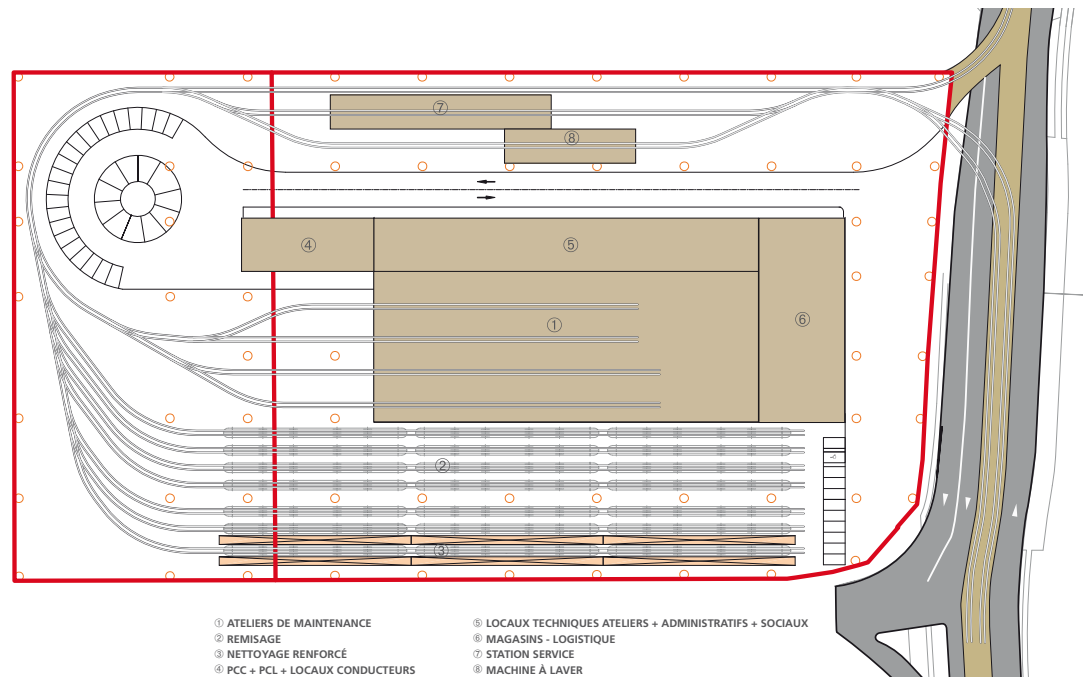 ⑦
⑧
④
⑤
①
⑥
②
③
① ATELIERS DE MAINTENANCE
② REMISAGE
③ NETTOYAGE RENFORCÉ
④ PCC + PCL + LOCAUX CONDUCTEURS
⑤ LOCAUX TECHNIQUES ATELIERS + ADMINISTRATIFS + SOCIAUX
⑥ MAGASINS - LOGISTIQUE
⑦ STATION SERVICE
⑧ MACHINE À LAVER